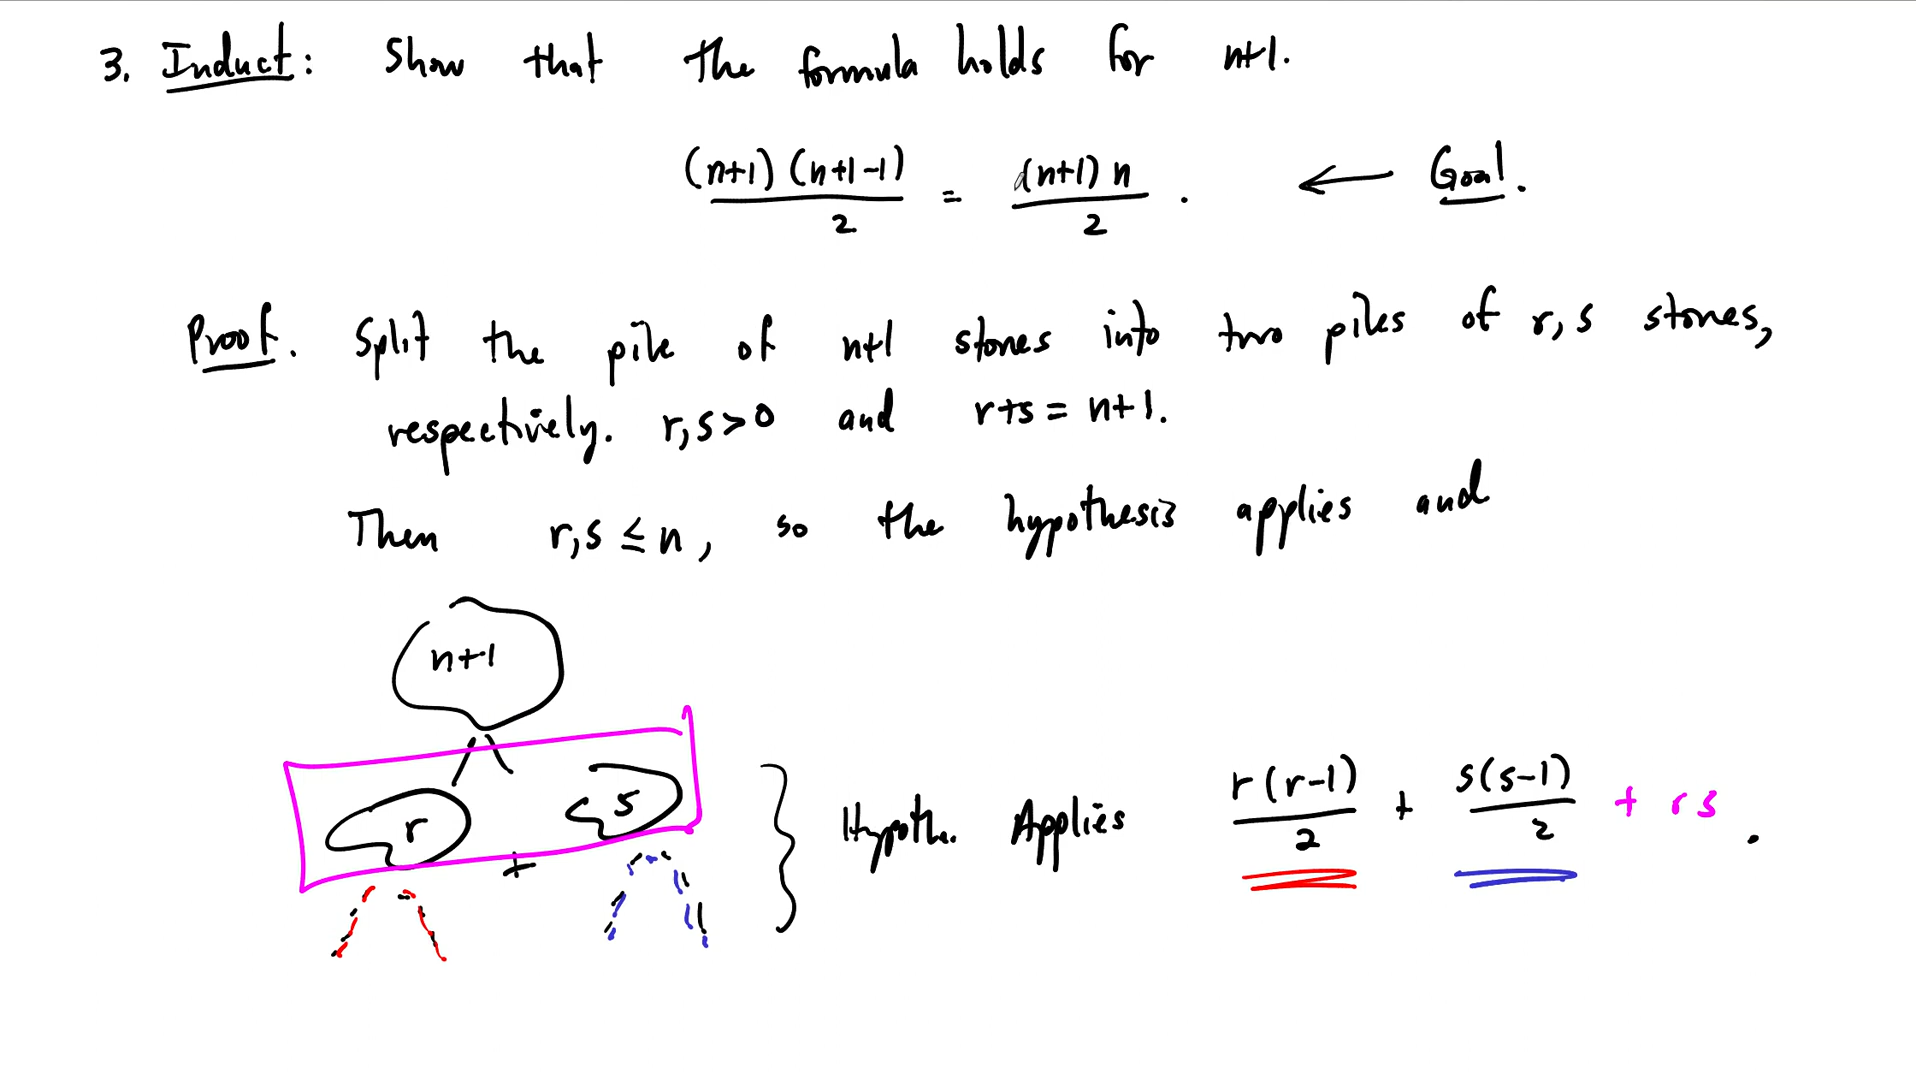 3. Induct: Show that the formula holds for n+1.
(n+1)(n+1-1)/2 = (n+1)n/2 . ← Goal.
Proof. Split the pile of n+1 stones into two piles of r,s stones,
respectively. r,s>0 and r+s = n+1.
Then r,s ≤ n, so the hypothesis applies and
n+1
r + s } Hypoth. Applies r(r-1)/2 + s(s-1)/2 + rs .